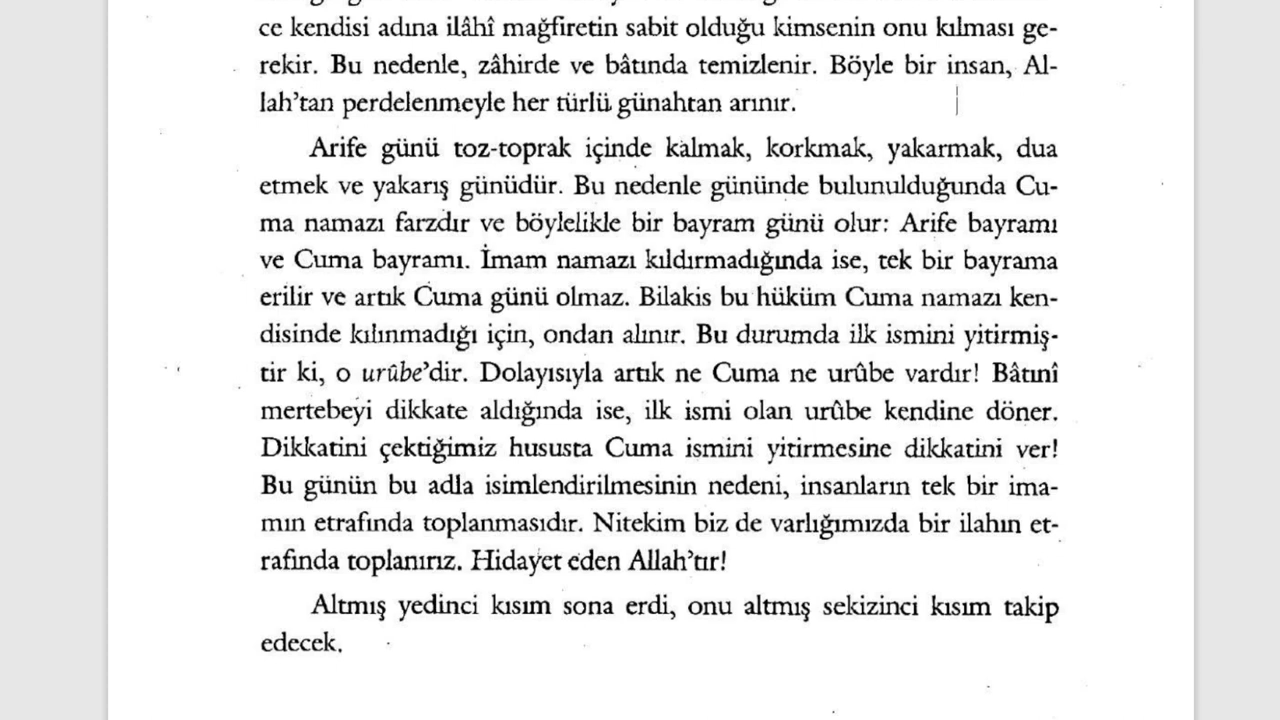 ce kendisi adına ilâhî mağfiretin sabit olduğu kimsenin onu kılması ge-
rekir. Bu nedenle, zâhirde ve bâtında temizlenir. Böyle bir insan, Al-
lah’tan perdelenmeyle her türlü günahtan arınır.
Arife günü toz-toprak içinde kalmak, korkmak, yakarmak, dua
etmek ve yakarış günüdür. Bu nedenle gününde bulunulduğunda Cu-
ma namazı farzdır ve böylelikle bir bayram günü olur: Arife bayramı
ve Cuma bayramı. İmam namazı kıldırmadığında ise, tek bir bayrama
erilir ve artık Cuma günü olmaz. Bilakis bu hüküm Cuma namazı ken-
disinde kılınmadığı için, ondan alınır. Bu durumda ilk ismini yitirmiş-
tir ki, o urûbe’dir. Dolayısıyla artık ne Cuma ne urûbe vardır! Bâtınî
mertebeyi dikkate aldığında ise, ilk ismi olan urûbe kendine döner.
Dikkatini çektiğimiz hususta Cuma ismini yitirmesine dikkatini ver!
Bu günün bu adla isimlendirilmesinin nedeni, insanların tek bir ima-
mın etrafında toplanmasıdır. Nitekim biz de varlığımızda bir ilahın et-
rafında toplanırız. Hidayet eden Allah’tır!
Altmış yedinci kısım sona erdi, onu altmış sekizinci kısım takip
edecek.